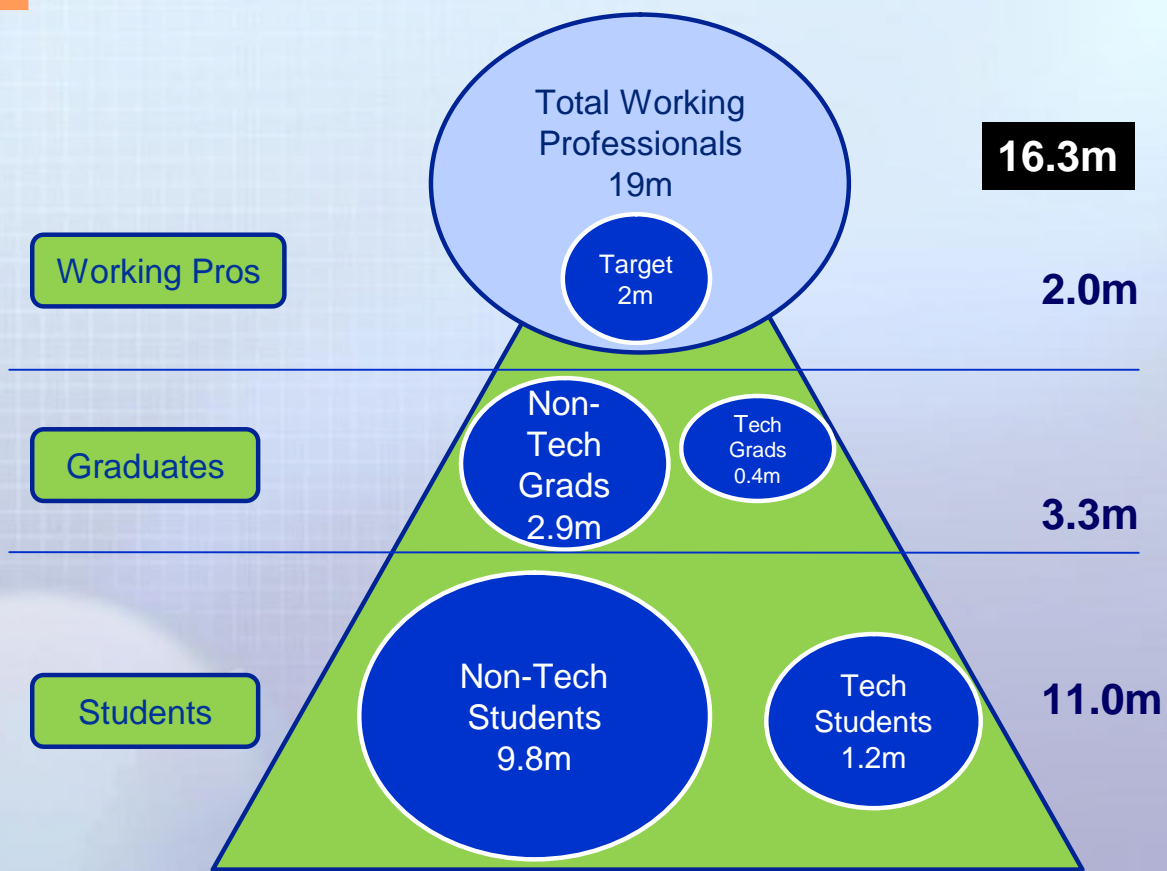 Total Working
Professionals
19m
16.3m
Working Pros
Target
2m
2.0m
Graduates
Non-
Tech
Grads
2.9m
Tech
Grads
0.4m
3.3m
Students
Non-Tech
Students
9.8m
Tech
Students
1.2m
11.0m